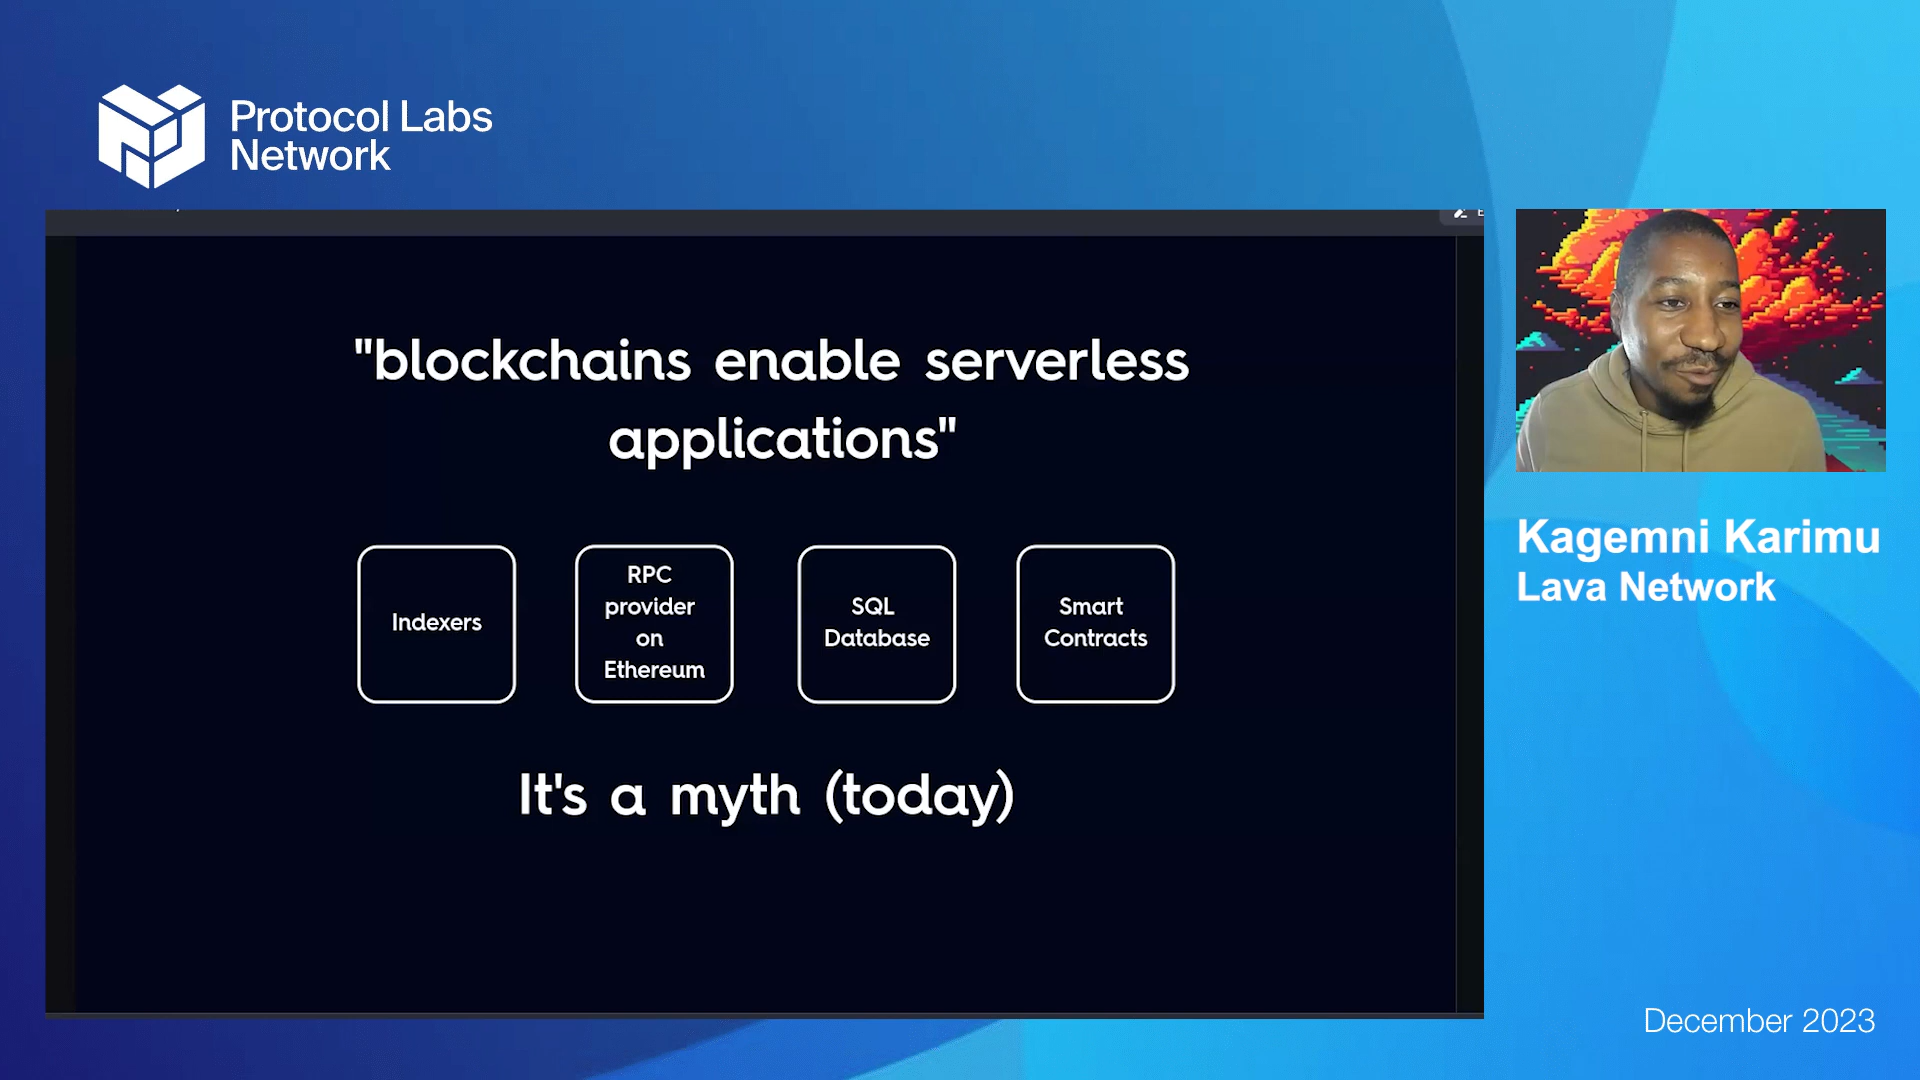 Protocol Labs
Network
"blockchains enable serverless
applications"
Indexers
RPC
provider
on
Ethereum
SQL
Database
Smart
Contracts
It's a myth (today)
Kagemni Karimu
Lava Network
December 2023